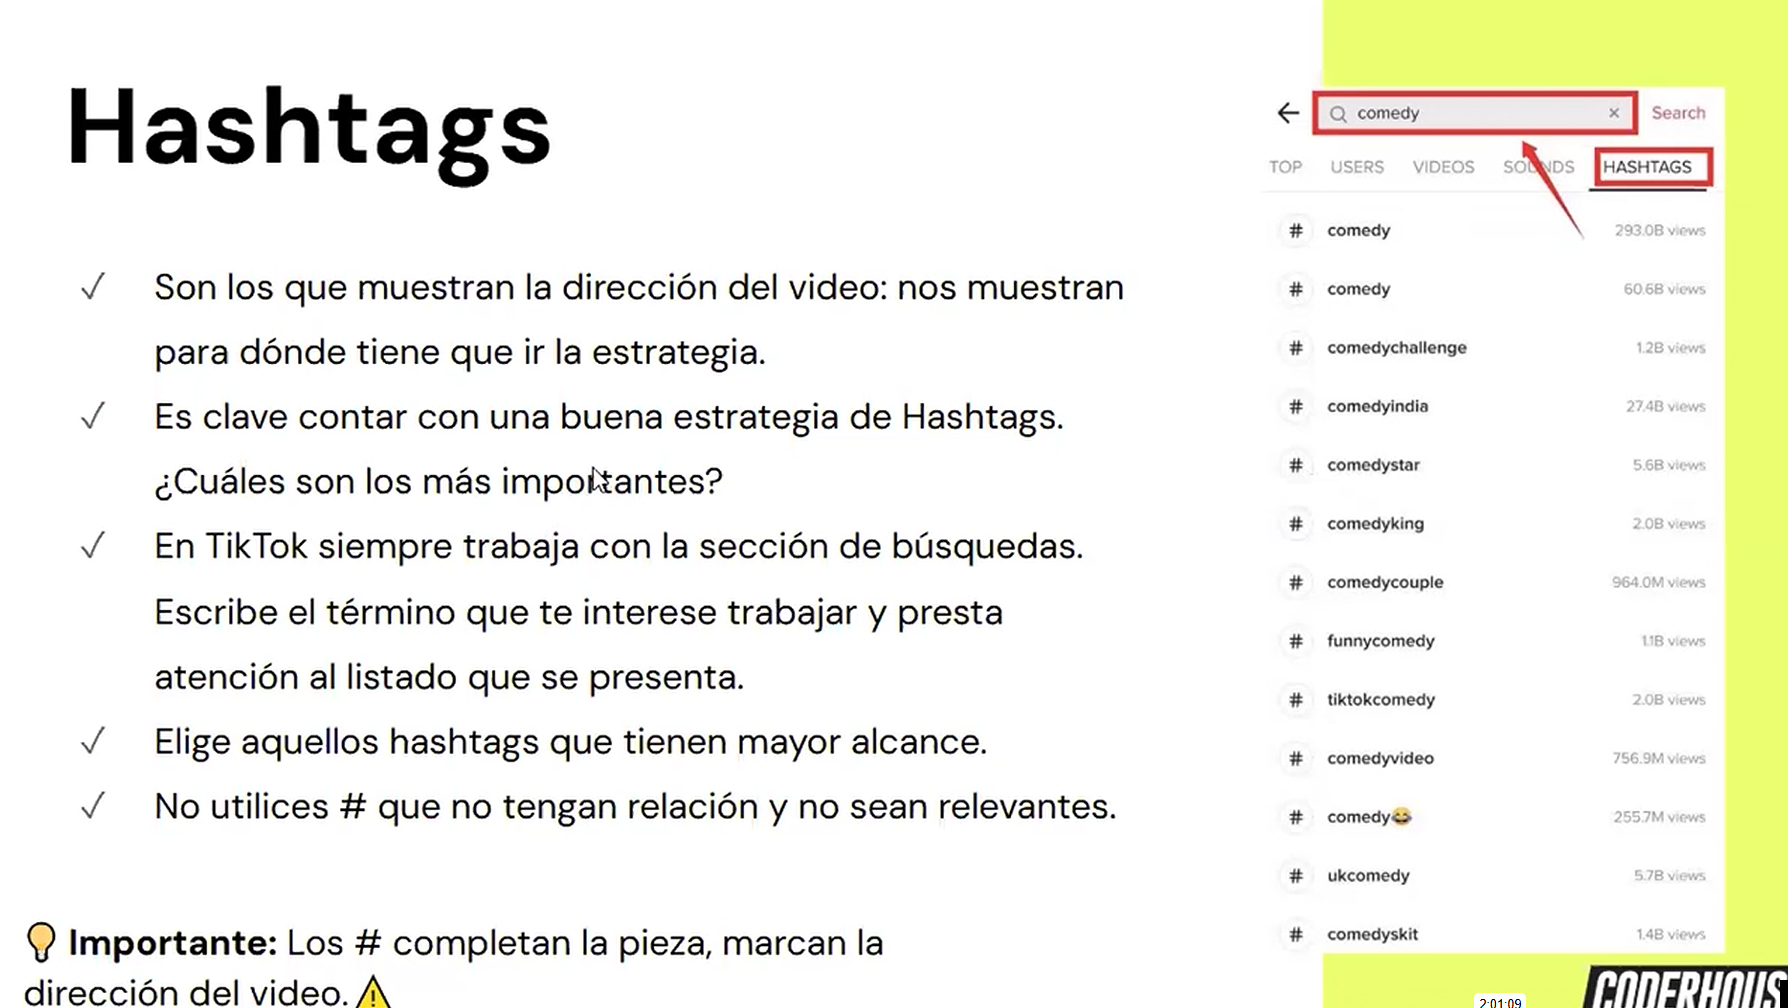 Hashtags
✓ Son los que muestran la dirección del video: nos muestran
para dónde tiene que ir la estrategia.
✓ Es clave contar con una buena estrategia de Hashtags.
¿Cuáles son los más importantes?
✓ En TikTok siempre trabaja con la sección de búsquedas.
Escribe el término que te interese trabajar y presta
atención al listado que se presenta.
✓ Elige aquellos hashtags que tienen mayor alcance.
✓ No utilices # que no tengan relación y no sean relevantes.
💡 Importante: Los # completan la pieza, marcan la
dirección del video. ⚠
comedy × Search
TOP USERS VIDEOS SOUNDS HASHTAGS
# comedy 293.0B views
# comedy 60.6B views
# comedychallenge 1.2B views
# comedyindia 27.4B views
# comedystar 5.6B views
# comedyking 2.0B views
# comedycouple 964.0M views
# funnycomedy 1.1B views
# tiktokcomedy 2.0B views
# comedyvideo 756.9M views
# comedy😂 255.7M views
# ukcomedy 5.7B views
# comedyskit 1.4B views
CODERHOUS
2:01:09